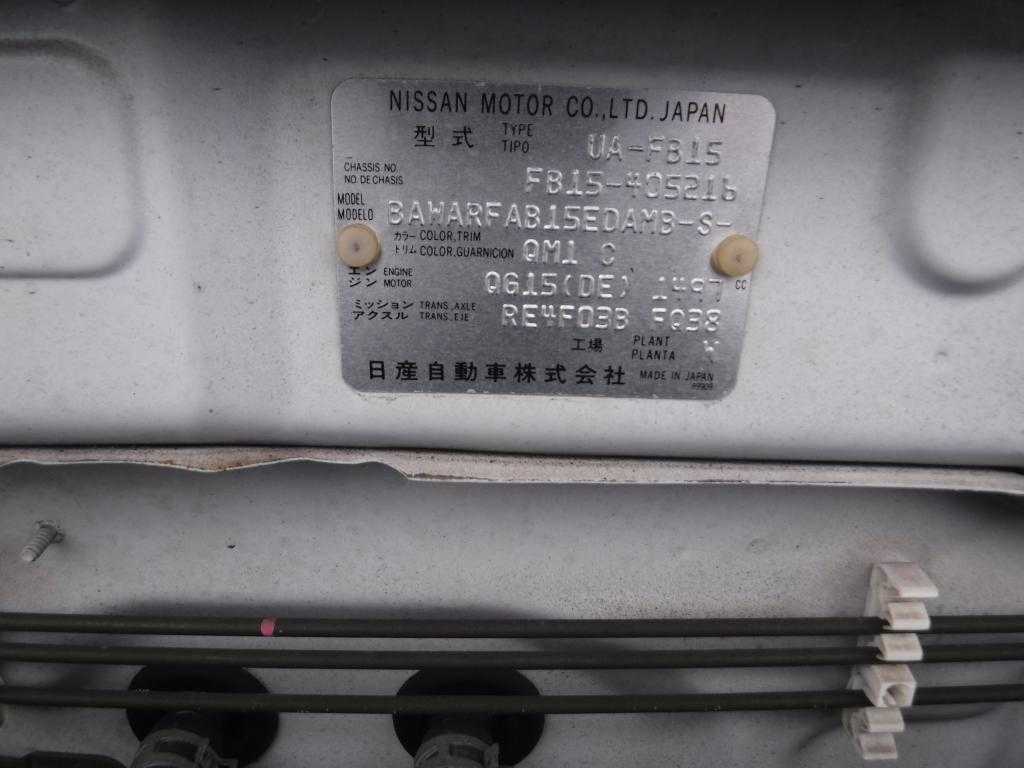 NISSAN MOTOR CO.,LTD. JAPAN
型式 TYPE TIPO UA-FB15
CHASSIS NO. NO. DE CHASIS FB15-405216
MODEL MODELO BAWARFAB15EDAMB-S-
カラー COLOR, TRIM
トリム COLOR, GUARNICION QM1 C
エン ENGINE
ジン MOTOR QG15(DE) 1497 CC
ミッション TRANS. AXLE
アクスル TRANS. EJE RE4F03B FQ38
工場 PLANT PLANTA
日産自動車株式会社 MADE IN JAPAN